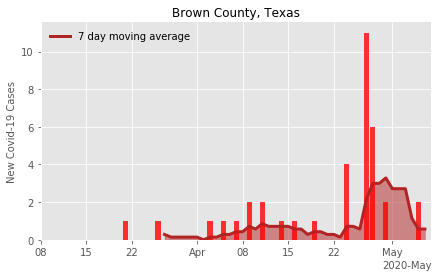 Brown County, Texas
7 day moving average
New Covid-19 Cases
10
8
6
4
2
0
08 15 22 Apr 08 15 22 May
2020-May